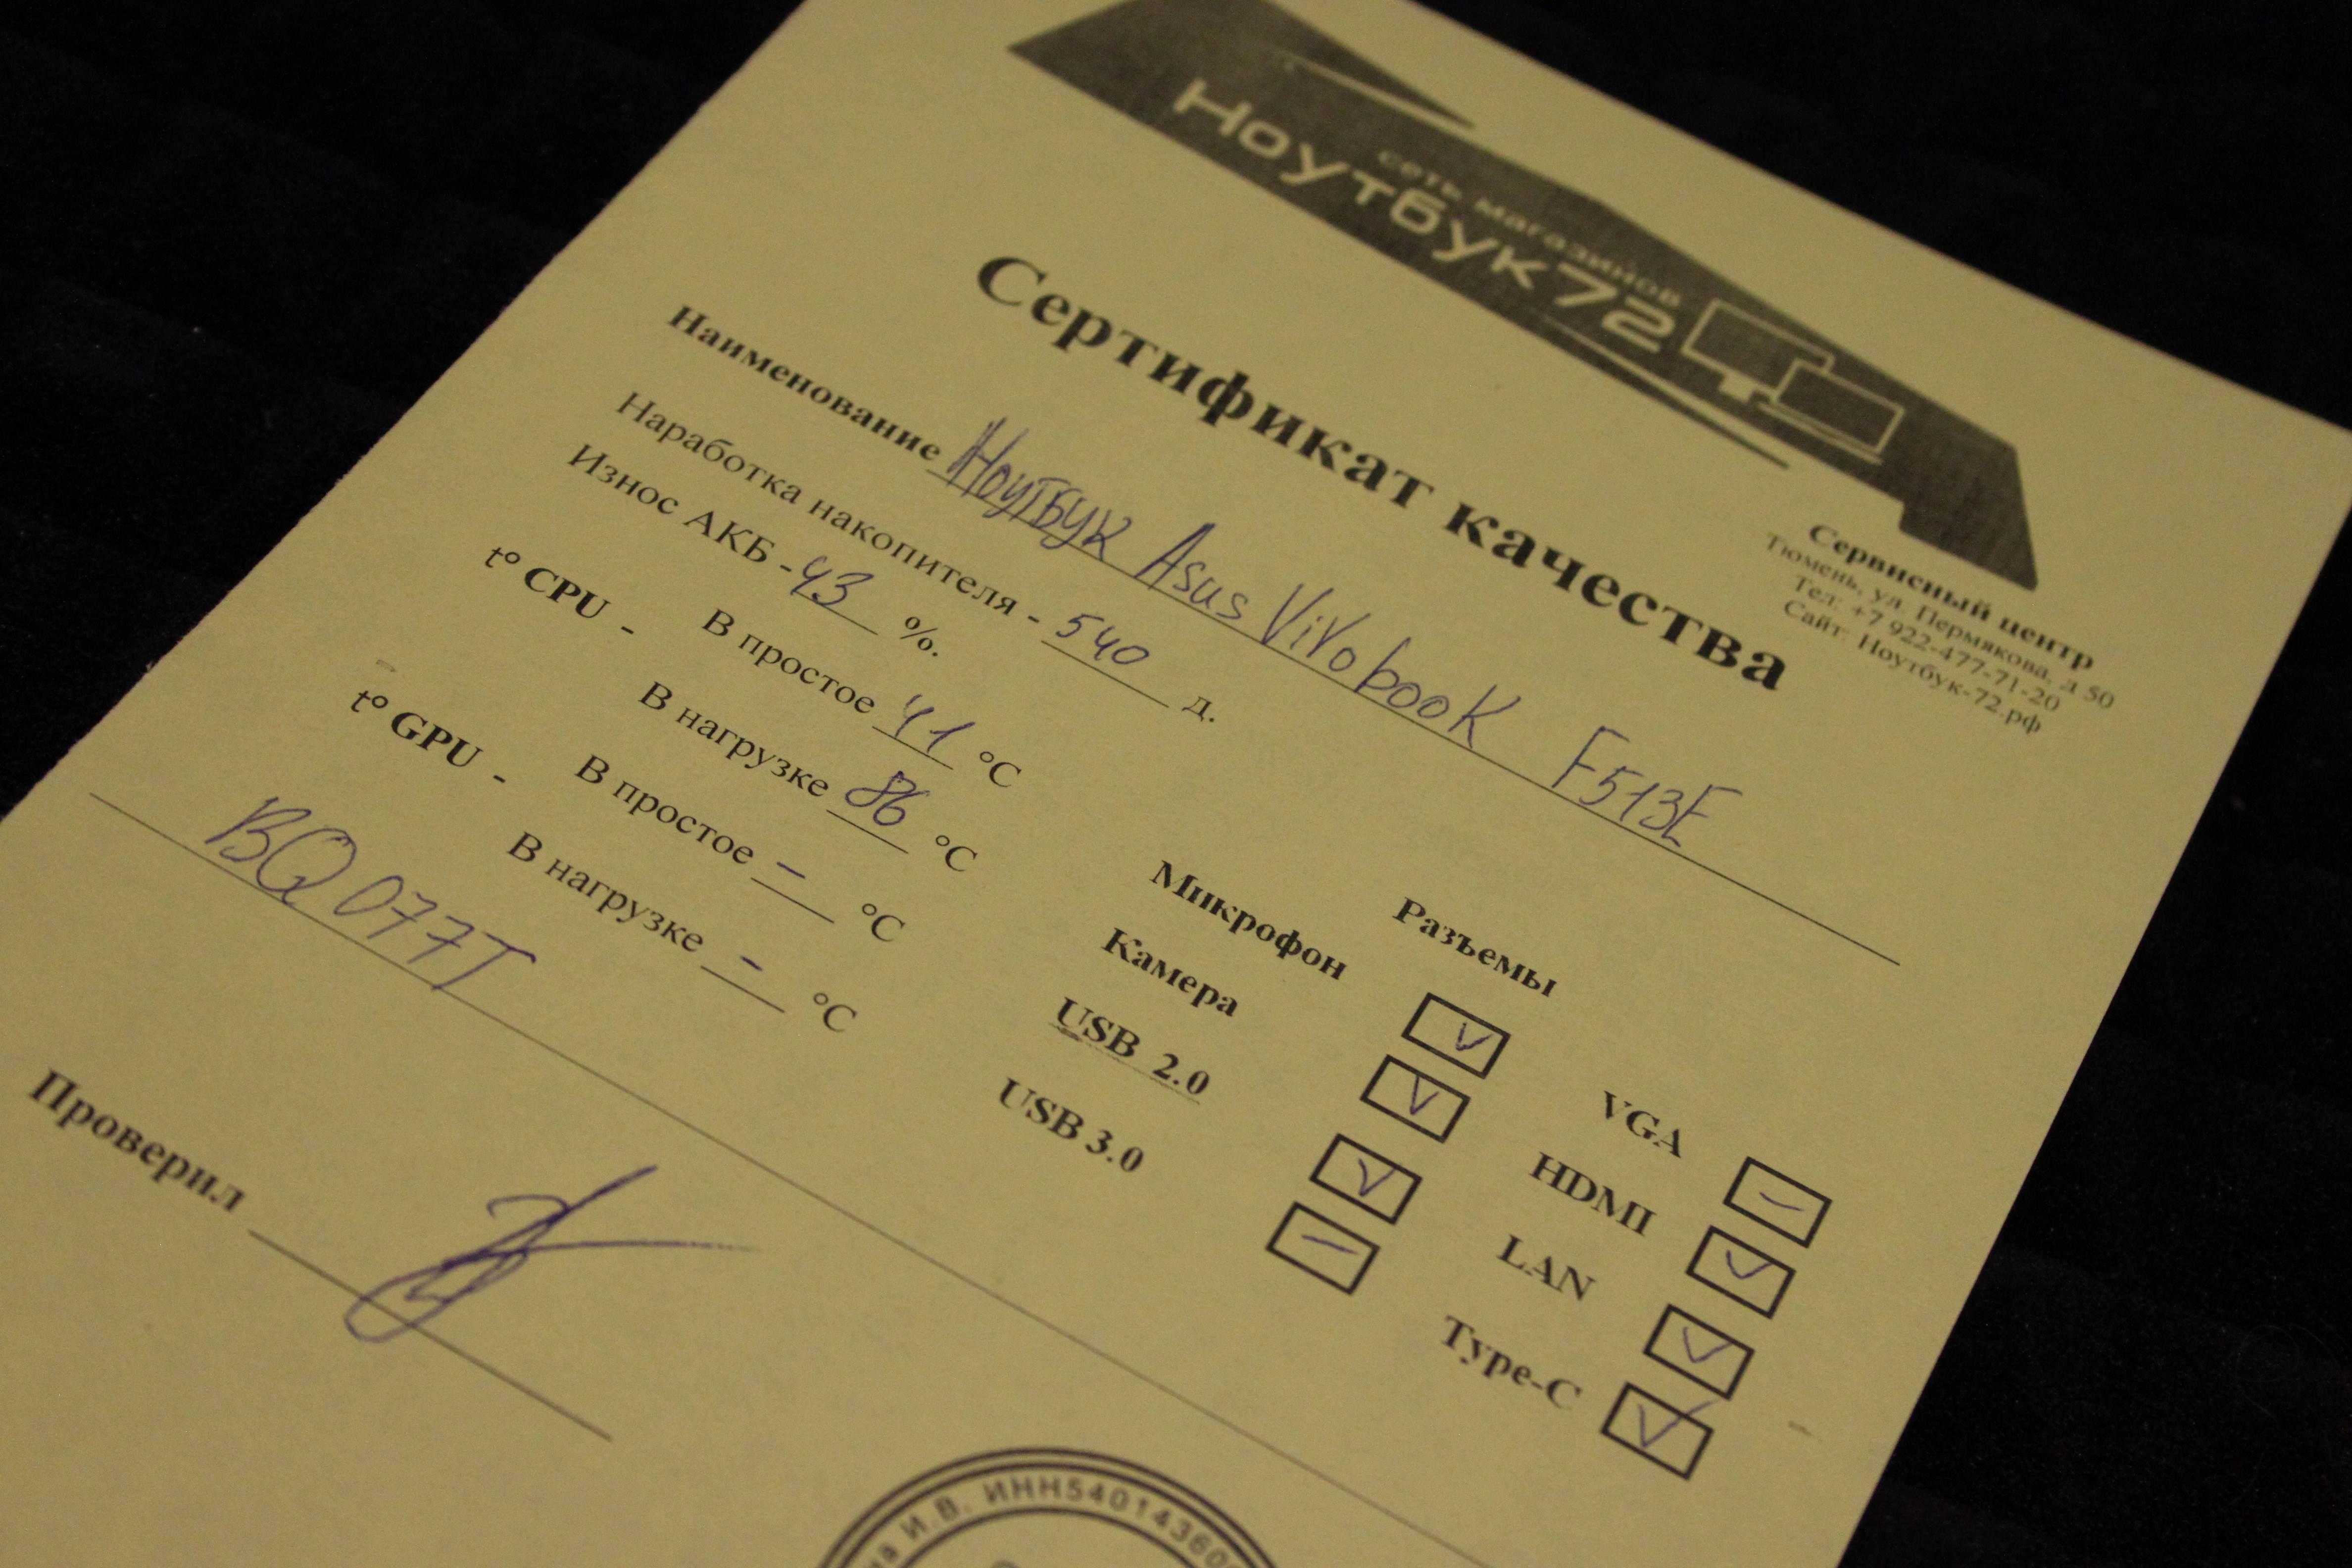 сеть магазинов
Ноутбук72
Сервисный центр
Тюмень, ул. Пермякова, д 50
Тел: +7 922-477-71-20
Сайт: Ноутбук-72.рф
Сертификат качества
Наименование Ноутбук Asus ViVobook F513E
Наработка накопителя - 540 д.
Износ АКБ - 43 %.
t° CPU - В простое 41 °C
В нагрузке 86 °C
t° GPU - В простое – °C
В нагрузке – °C
BQ077T
Разъемы
Микрофон V
Камера V
USB 2.0 V
USB 3.0 –
VGA –
HDMI V
LAN V
Type-C V
Проверил
И.В. ИНН54014360